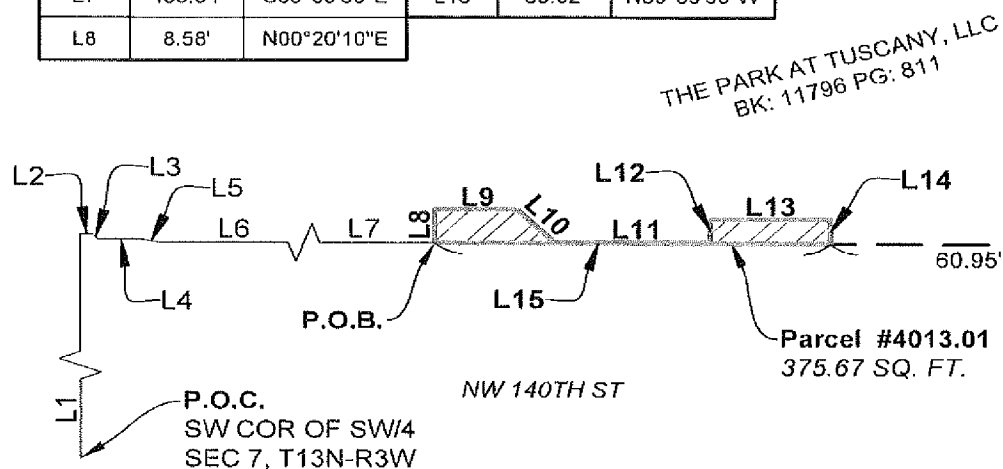 L8 8.58' N00°20'10"E
THE PARK AT TUSCANY, LLC
BK: 11796 PG: 811
L2
L3
L5
L6
L7
L8
L9
L10
L11
L12
L13
L14
60.95'
L4
L15
P.O.B.
Parcel #4013.01
375.67 SQ. FT.
NW 140TH ST
L1
P.O.C.
SW COR OF SW/4
SEC 7, T13N-R3W